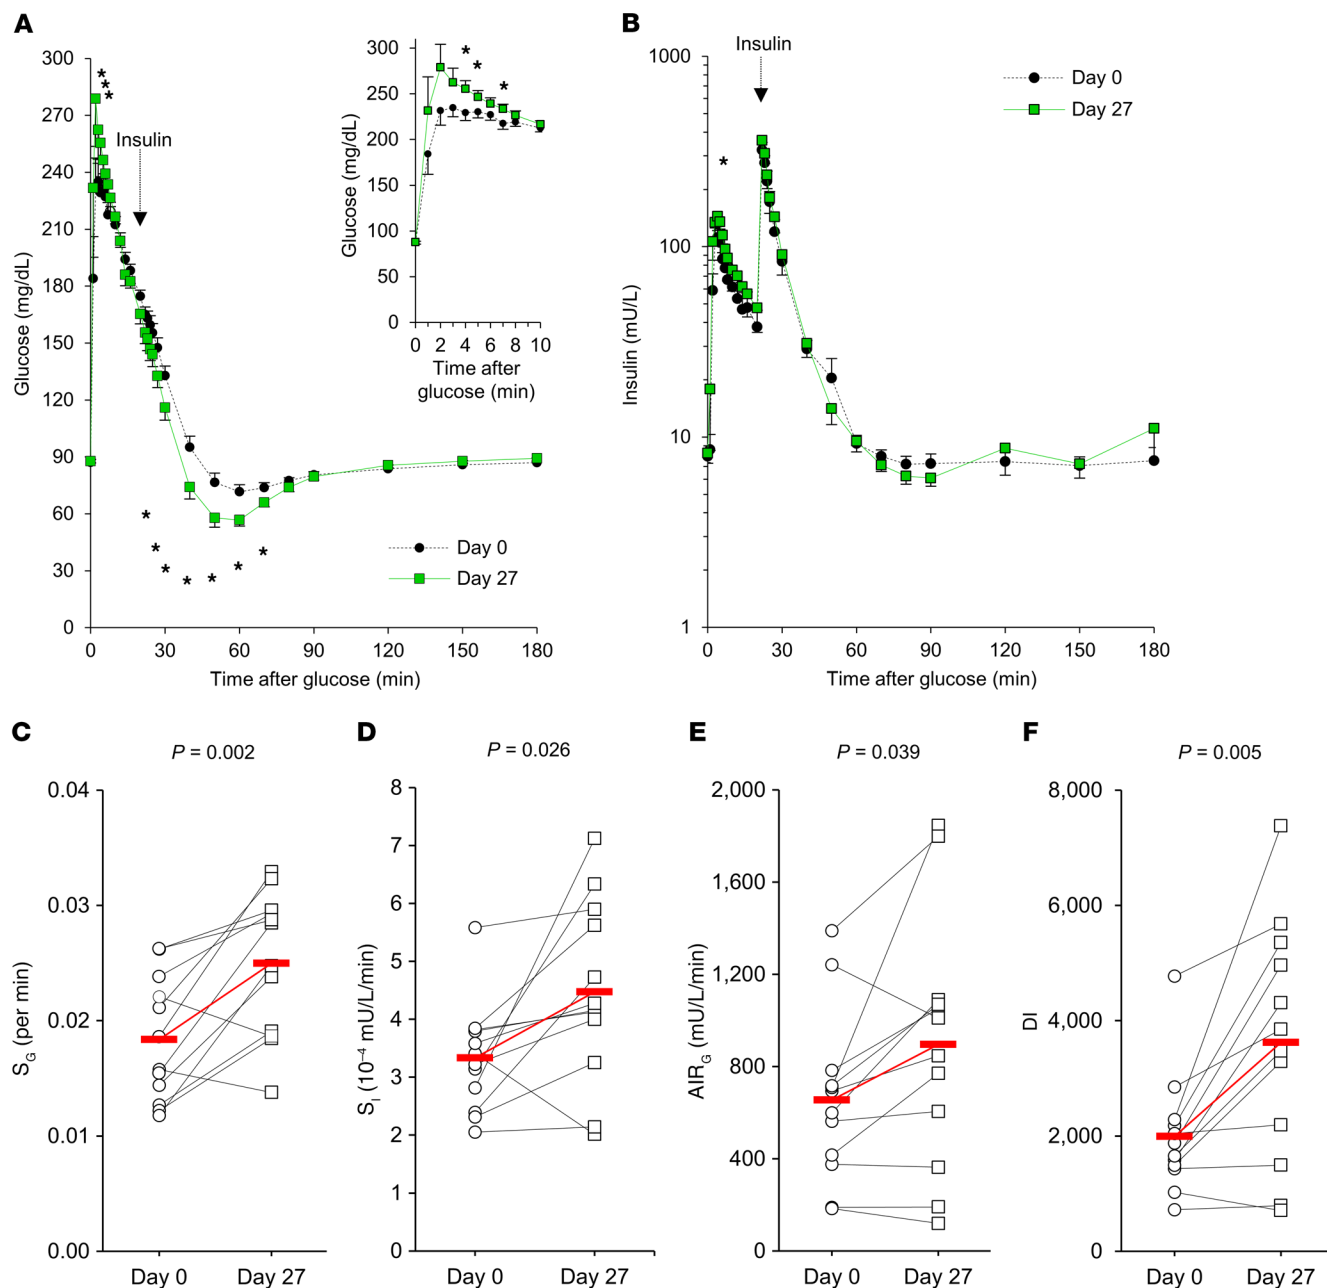 A
300
270
240
210
180
150
120
90
60
30
0
Glucose (mg/dL)
* * *
Insulin
* * * * * * *
Day 0
Day 27
0 30 60 90 120 150 180
Time after glucose (min)
300
250
200
150
100
50
0
Glucose (mg/dL)
* * *
0 2 4 6 8 10
Time after
glucose (min)
B
1000
100
10
1
Insulin (mU/L)
Insulin
*
Day 0
Day 27
0 30 60 90 120 150 180
Time after glucose (min)
C
P = 0.002
0.04
0.03
0.02
0.01
0.00
S_G (per min)
Day 0 Day 27
D
P = 0.026
8
7
6
5
4
3
2
1
0
S_I (10⁻⁴ mU/L/min)
Day 0 Day 27
E
P = 0.039
2,000
1,600
1,200
800
400
0
AIR_G (mU/L/min)
Day 0 Day 27
F
P = 0.005
8,000
6,000
4,000
2,000
0
DI
Day 0 Day 27